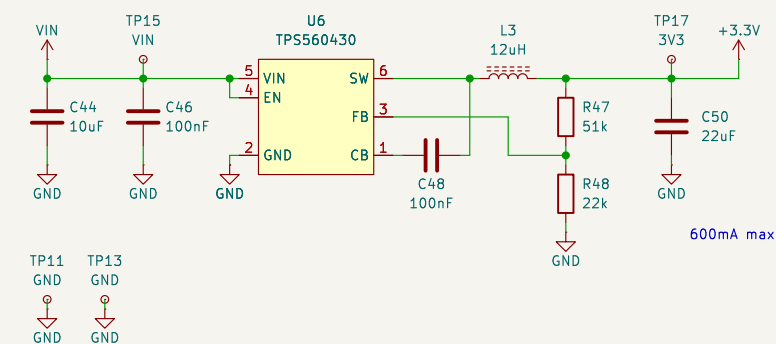 VIN
TP15
VIN
U6
TPS560430
L3
12uH
TP17
3V3
+3.3V
5 VIN
4 EN
2 GND
SW 6
FB 3
CB 1
C44
10uF
C46
100nF
C48
100nF
R47
51k
R48
22k
C50
22uF
GND
GND
GND
GND
GND
600mA max
TP11
GND
TP13
GND
GND
GND